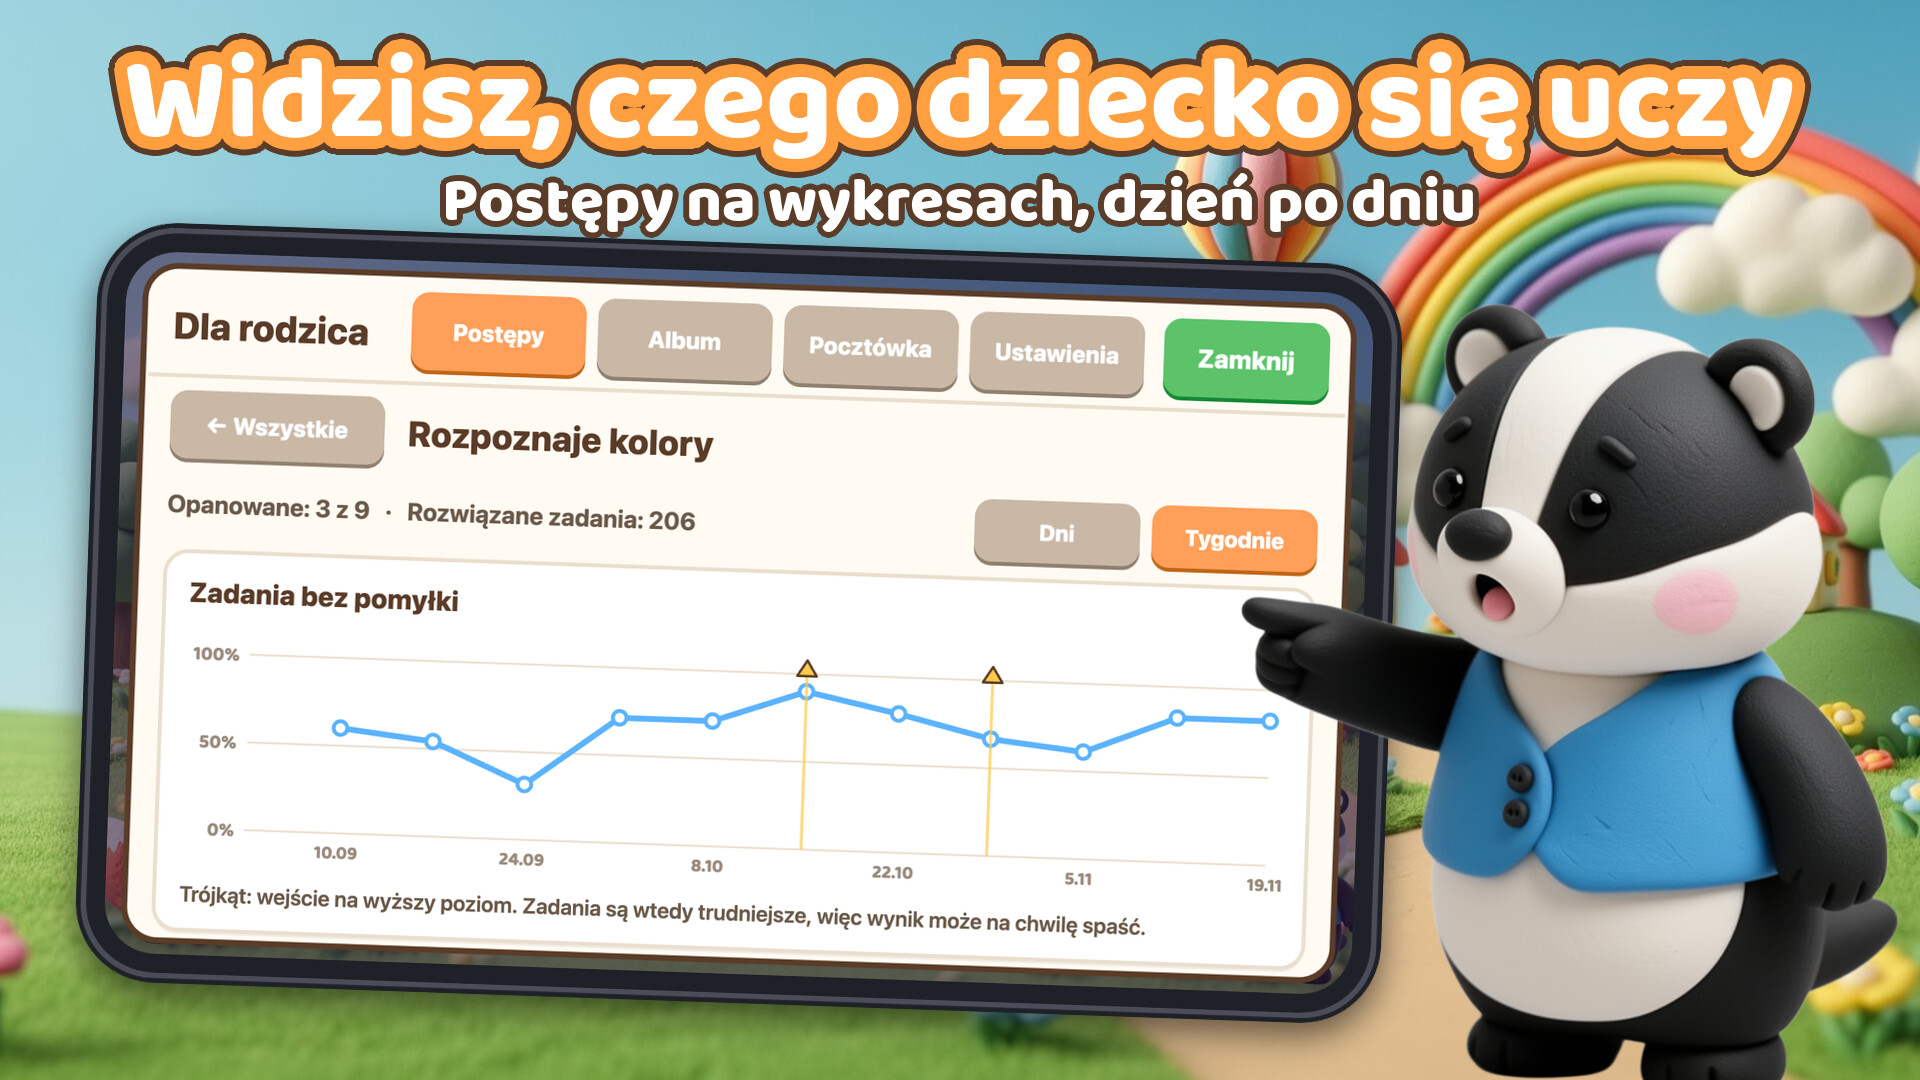 Widzisz, czego dziecko się uczy
Postępy na wykresach, dzień po dniu
Dla rodzica
Postępy
Album
Pocztówka
Ustawienia
Zamknij
← Wszystkie
Rozpoznaje kolory
Opanowane: 3 z 9 · Rozwiązane zadania: 206
Dni
Tygodnie
Zadania bez pomyłki
100%
50%
0%
10.09
24.09
8.10
22.10
5.11
19.11
Trójkąt: wejście na wyższy poziom. Zadania są wtedy trudniejsze, więc wynik może na chwilę spaść.